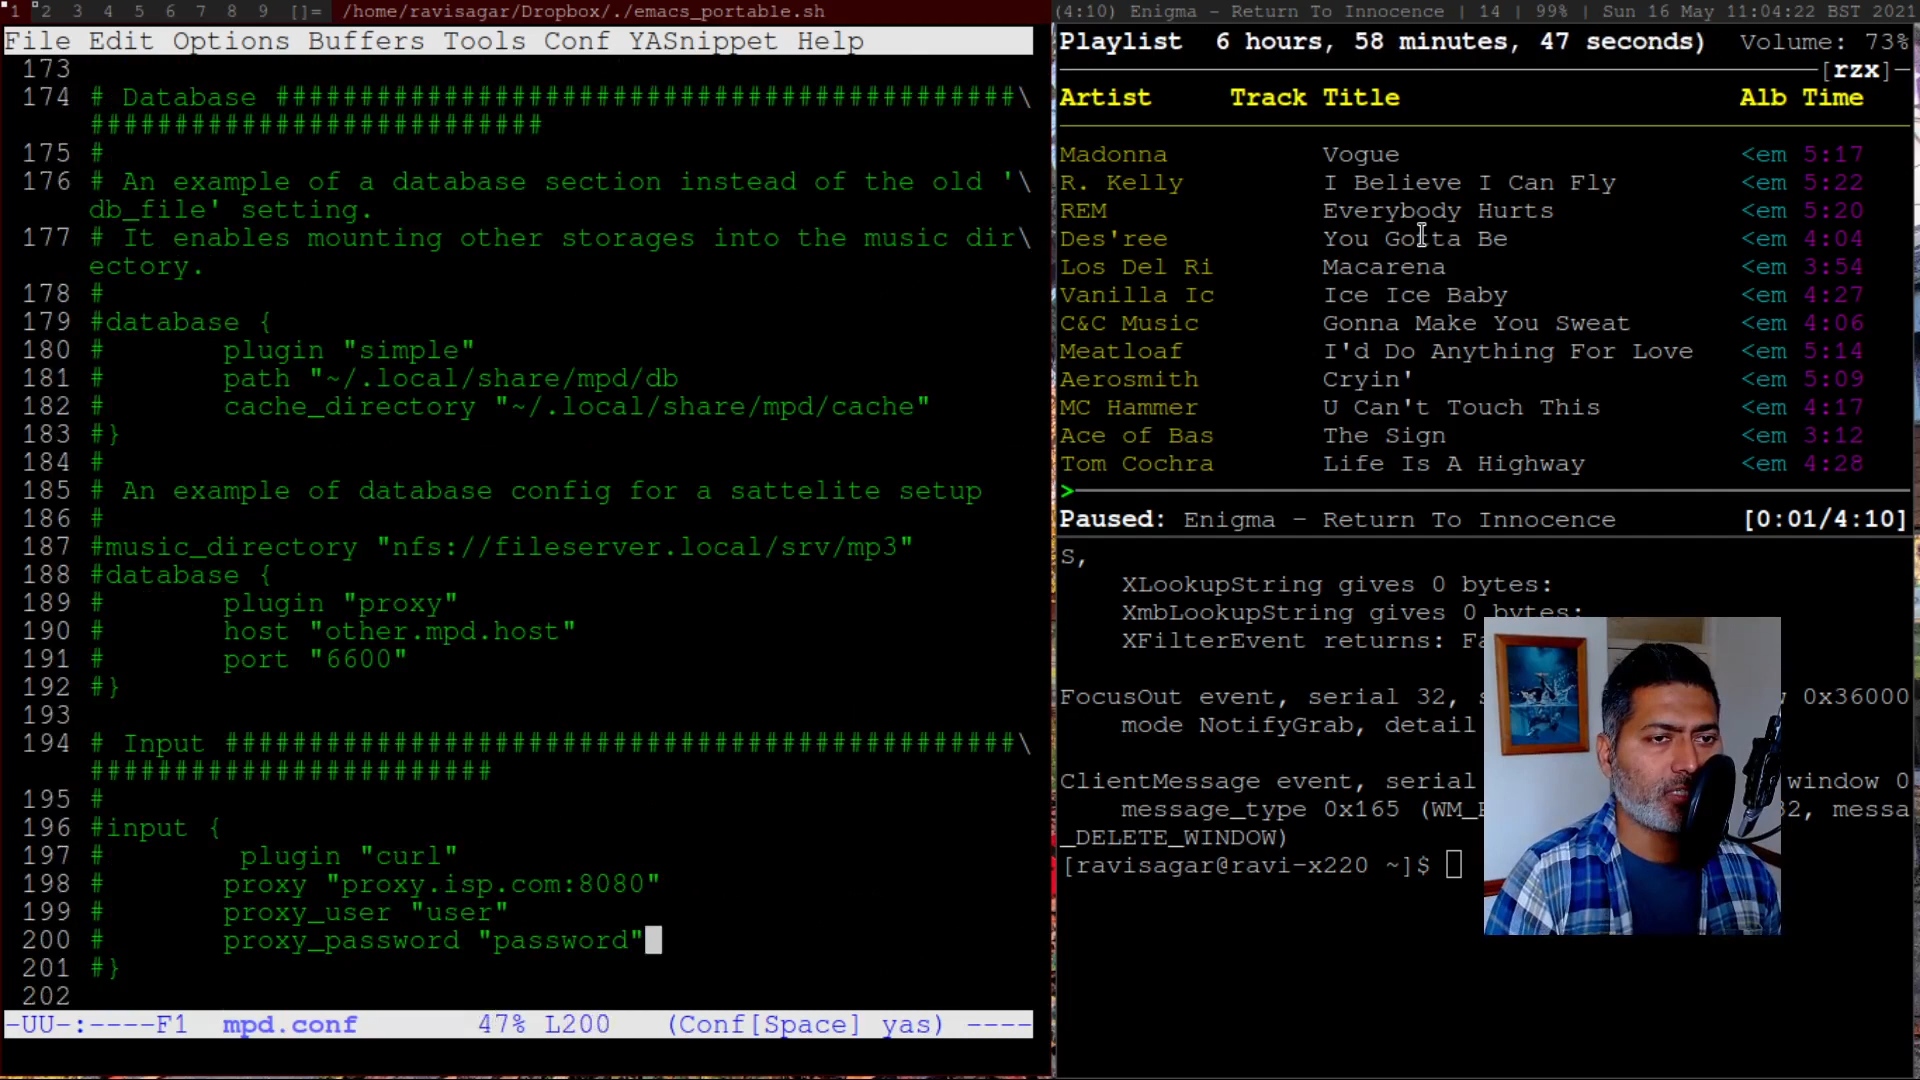 1 2 3 4 5 6 7 8 9 []= /home/ravisagar/Dropbox/./emacs_portable.sh
(4:10) Enigma - Return To Innocence | 14 | 99% | Sun 16 May 11:04:22 BST 2021
File Edit Options Buffers Tools Conf YASnippet Help
173
174 # Database ################################################\
###########################
175 #
176 # An example of a database section instead of the old '\
db_file' setting.
177 # It enables mounting other storages into the music dir\
ectory.
178 #
179 #database {
180 #       plugin "simple"
181 #       path "~/.local/share/mpd/db
182 #       cache_directory "~/.local/share/mpd/cache"
183 #}
184 #
185 # An example of database config for a sattelite setup
186 #
187 #music_directory "nfs://fileserver.local/srv/mp3"
188 #database {
189 #       plugin "proxy"
190 #       host "other.mpd.host"
191 #       port "6600"
192 #}
193
194 # Input ###################################################\
########################
195 #
196 #input {
197 #        plugin "curl"
198 #       proxy "proxy.isp.com:8080"
199 #       proxy_user "user"
200 #       proxy_password "password"
201 #}
202
-UU-:----F1  mpd.conf       47% L200   (Conf[Space] yas) ----
Playlist  6 hours, 58 minutes, 47 seconds)  Volume: 73%
[rzx]
Artist Track Title Alb Time
Madonna Vogue <em 5:17
R. Kelly I Believe I Can Fly <em 5:22
REM Everybody Hurts <em 5:20
Des'ree You Gotta Be <em 4:04
Los Del Ri Macarena <em 3:54
Vanilla Ic Ice Ice Baby <em 4:27
C&C Music Gonna Make You Sweat <em 4:06
Meatloaf I'd Do Anything For Love <em 5:14
Aerosmith Cryin' <em 5:09
MC Hammer U Can't Touch This <em 4:17
Ace of Bas The Sign <em 3:12
Tom Cochra Life Is A Highway <em 4:28
>
Paused: Enigma - Return To Innocence [0:01/4:10]
S,
XLookupString gives 0 bytes:
XmbLookupString gives 0 bytes:
XFilterEvent returns: Fa
FocusOut event, serial 32, s 0x36000
mode NotifyGrab, detail
ClientMessage event, serial window 0
message_type 0x165 (WM_P 32, messa
_DELETE_WINDOW)
[ravisagar@ravi-x220 ~]$